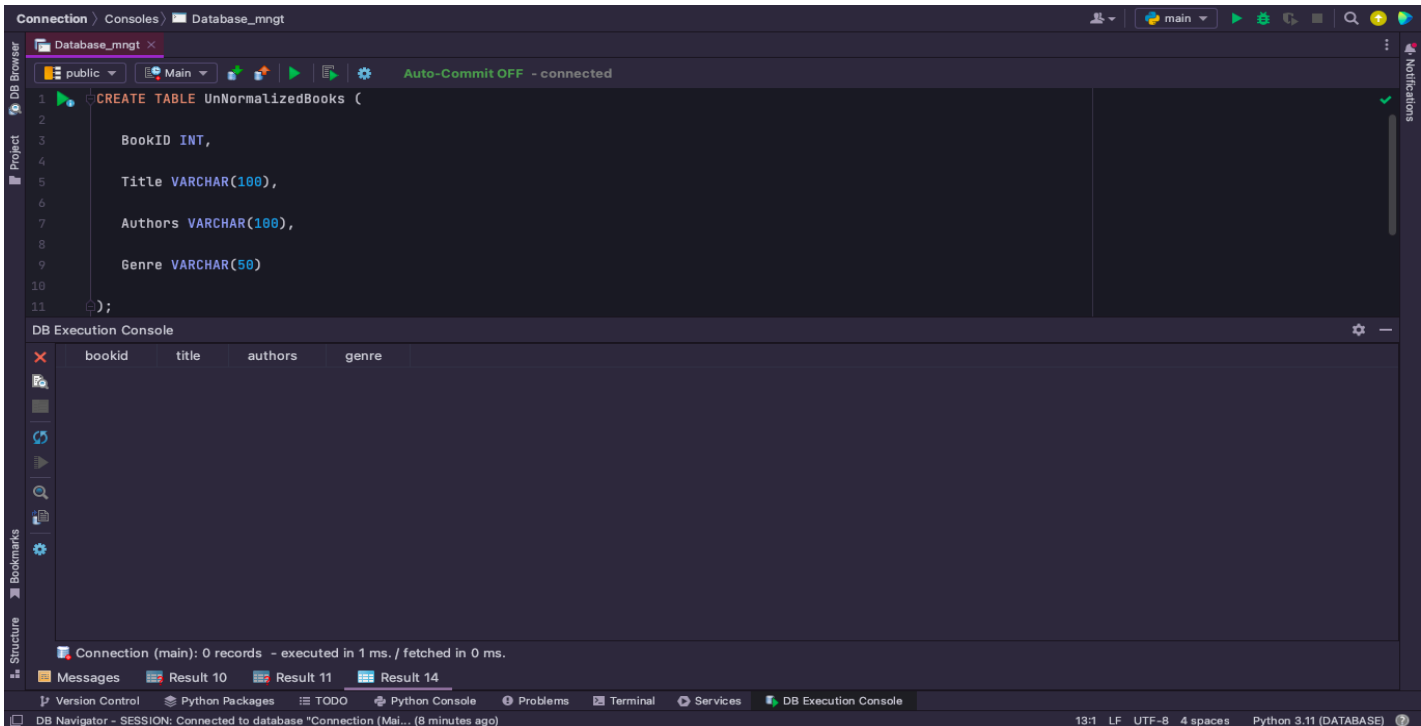 Connection > Consoles > Database_mngt
main
Database_mngt
public
Main
Auto-Commit OFF - connected
DB Browser
Project
Bookmarks
Structure
Notifications
1 CREATE TABLE UnNormalizedBooks (
2
3 BookID INT,
4
5 Title VARCHAR(100),
6
7 Authors VARCHAR(100),
8
9 Genre VARCHAR(50)
10
11 );
DB Execution Console
bookid title authors genre
Connection (main): 0 records - executed in 1 ms. / fetched in 0 ms.
Messages Result 10 Result 11 Result 14
Version Control Python Packages TODO Python Console Problems Terminal Services DB Execution Console
DB Navigator - SESSION: Connected to database "Connection (Mai... (8 minutes ago) 13:1 LF UTF-8 4 spaces Python 3.11 (DATABASE)